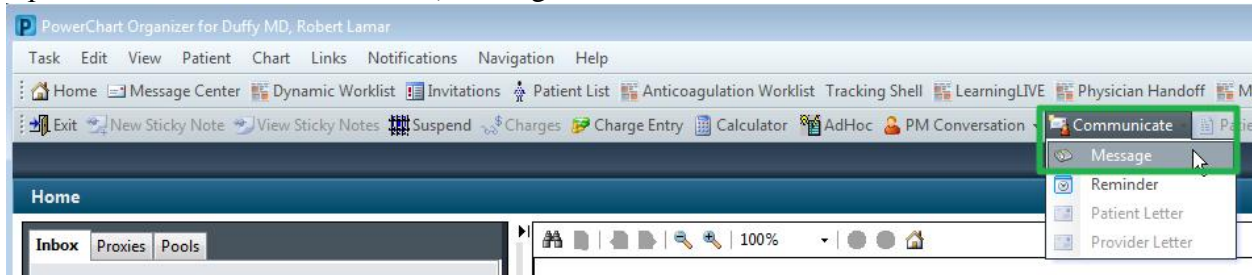 PowerChart Organizer for Duffy MD, Robert Lamar
Task Edit View Patient Chart Links Notifications Navigation Help
Home Message Center Dynamic Worklist Invitations Patient List Anticoagulation Worklist Tracking Shell LearningLIVE Physician Handoff M
Exit New Sticky Note View Sticky Notes Suspend Charges Charge Entry Calculator AdHoc PM Conversation Communicate
Message
Home
Reminder
Patient Letter
Inbox Proxies Pools
100%
Provider Letter